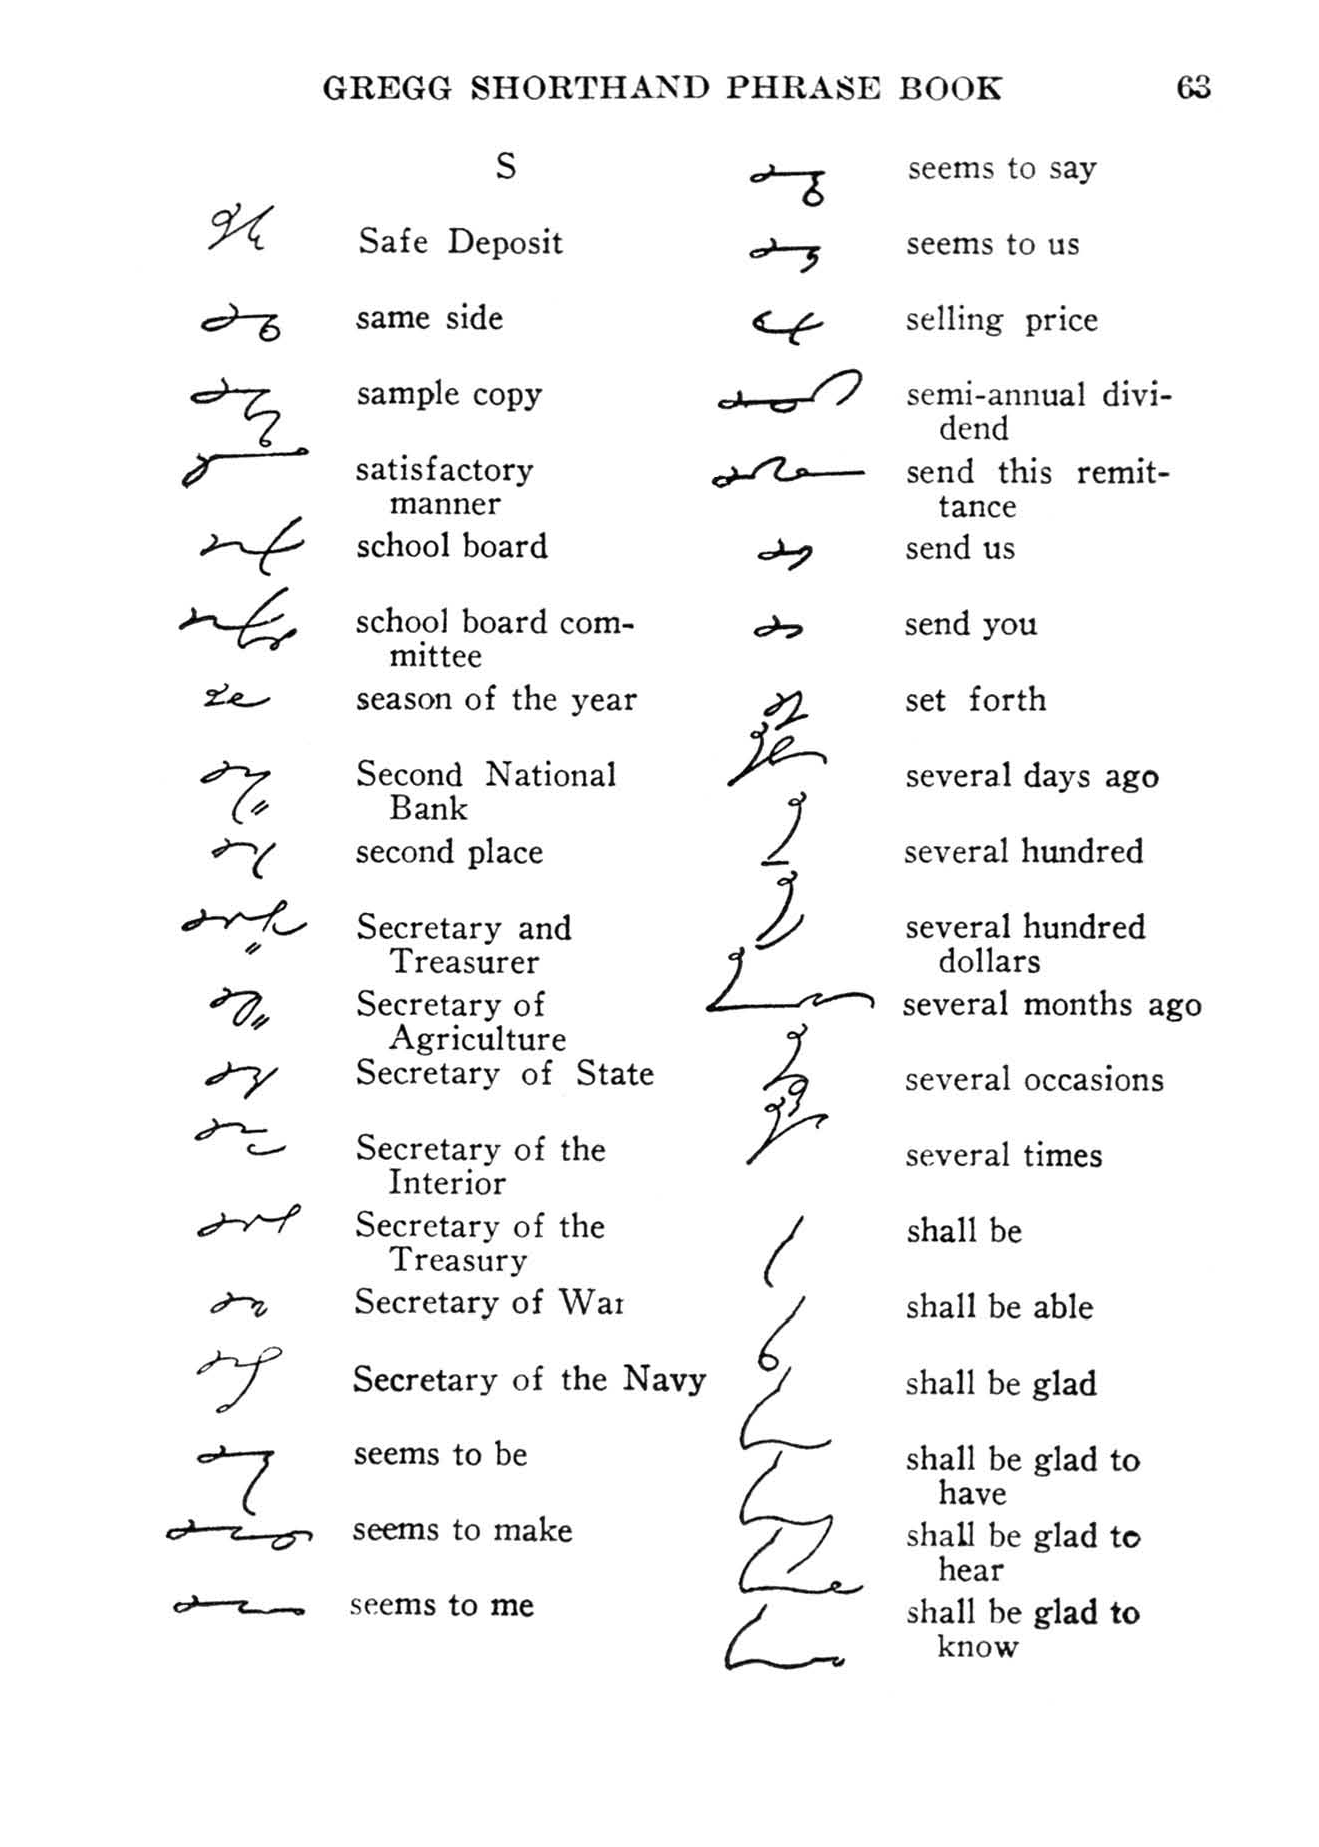 GREGG SHORTHAND PHRASE BOOK 63
S
Safe Deposit
same side
sample copy
satisfactory
manner
school board
school board com-
mittee
season of the year
Second National
Bank
second place
Secretary and
Treasurer
Secretary of
Agriculture
Secretary of State
Secretary of the
Interior
Secretary of the
Treasury
Secretary of War
Secretary of the Navy
seems to be
seems to make
seems to me
seems to say
seems to us
selling price
semi-annual divi-
dend
send this remit-
tance
send us
send you
set forth
several days ago
several hundred
several hundred
dollars
several months ago
several occasions
several times
shall be
shall be able
shall be glad
shall be glad to
have
shall be glad to
hear
shall be glad to
know